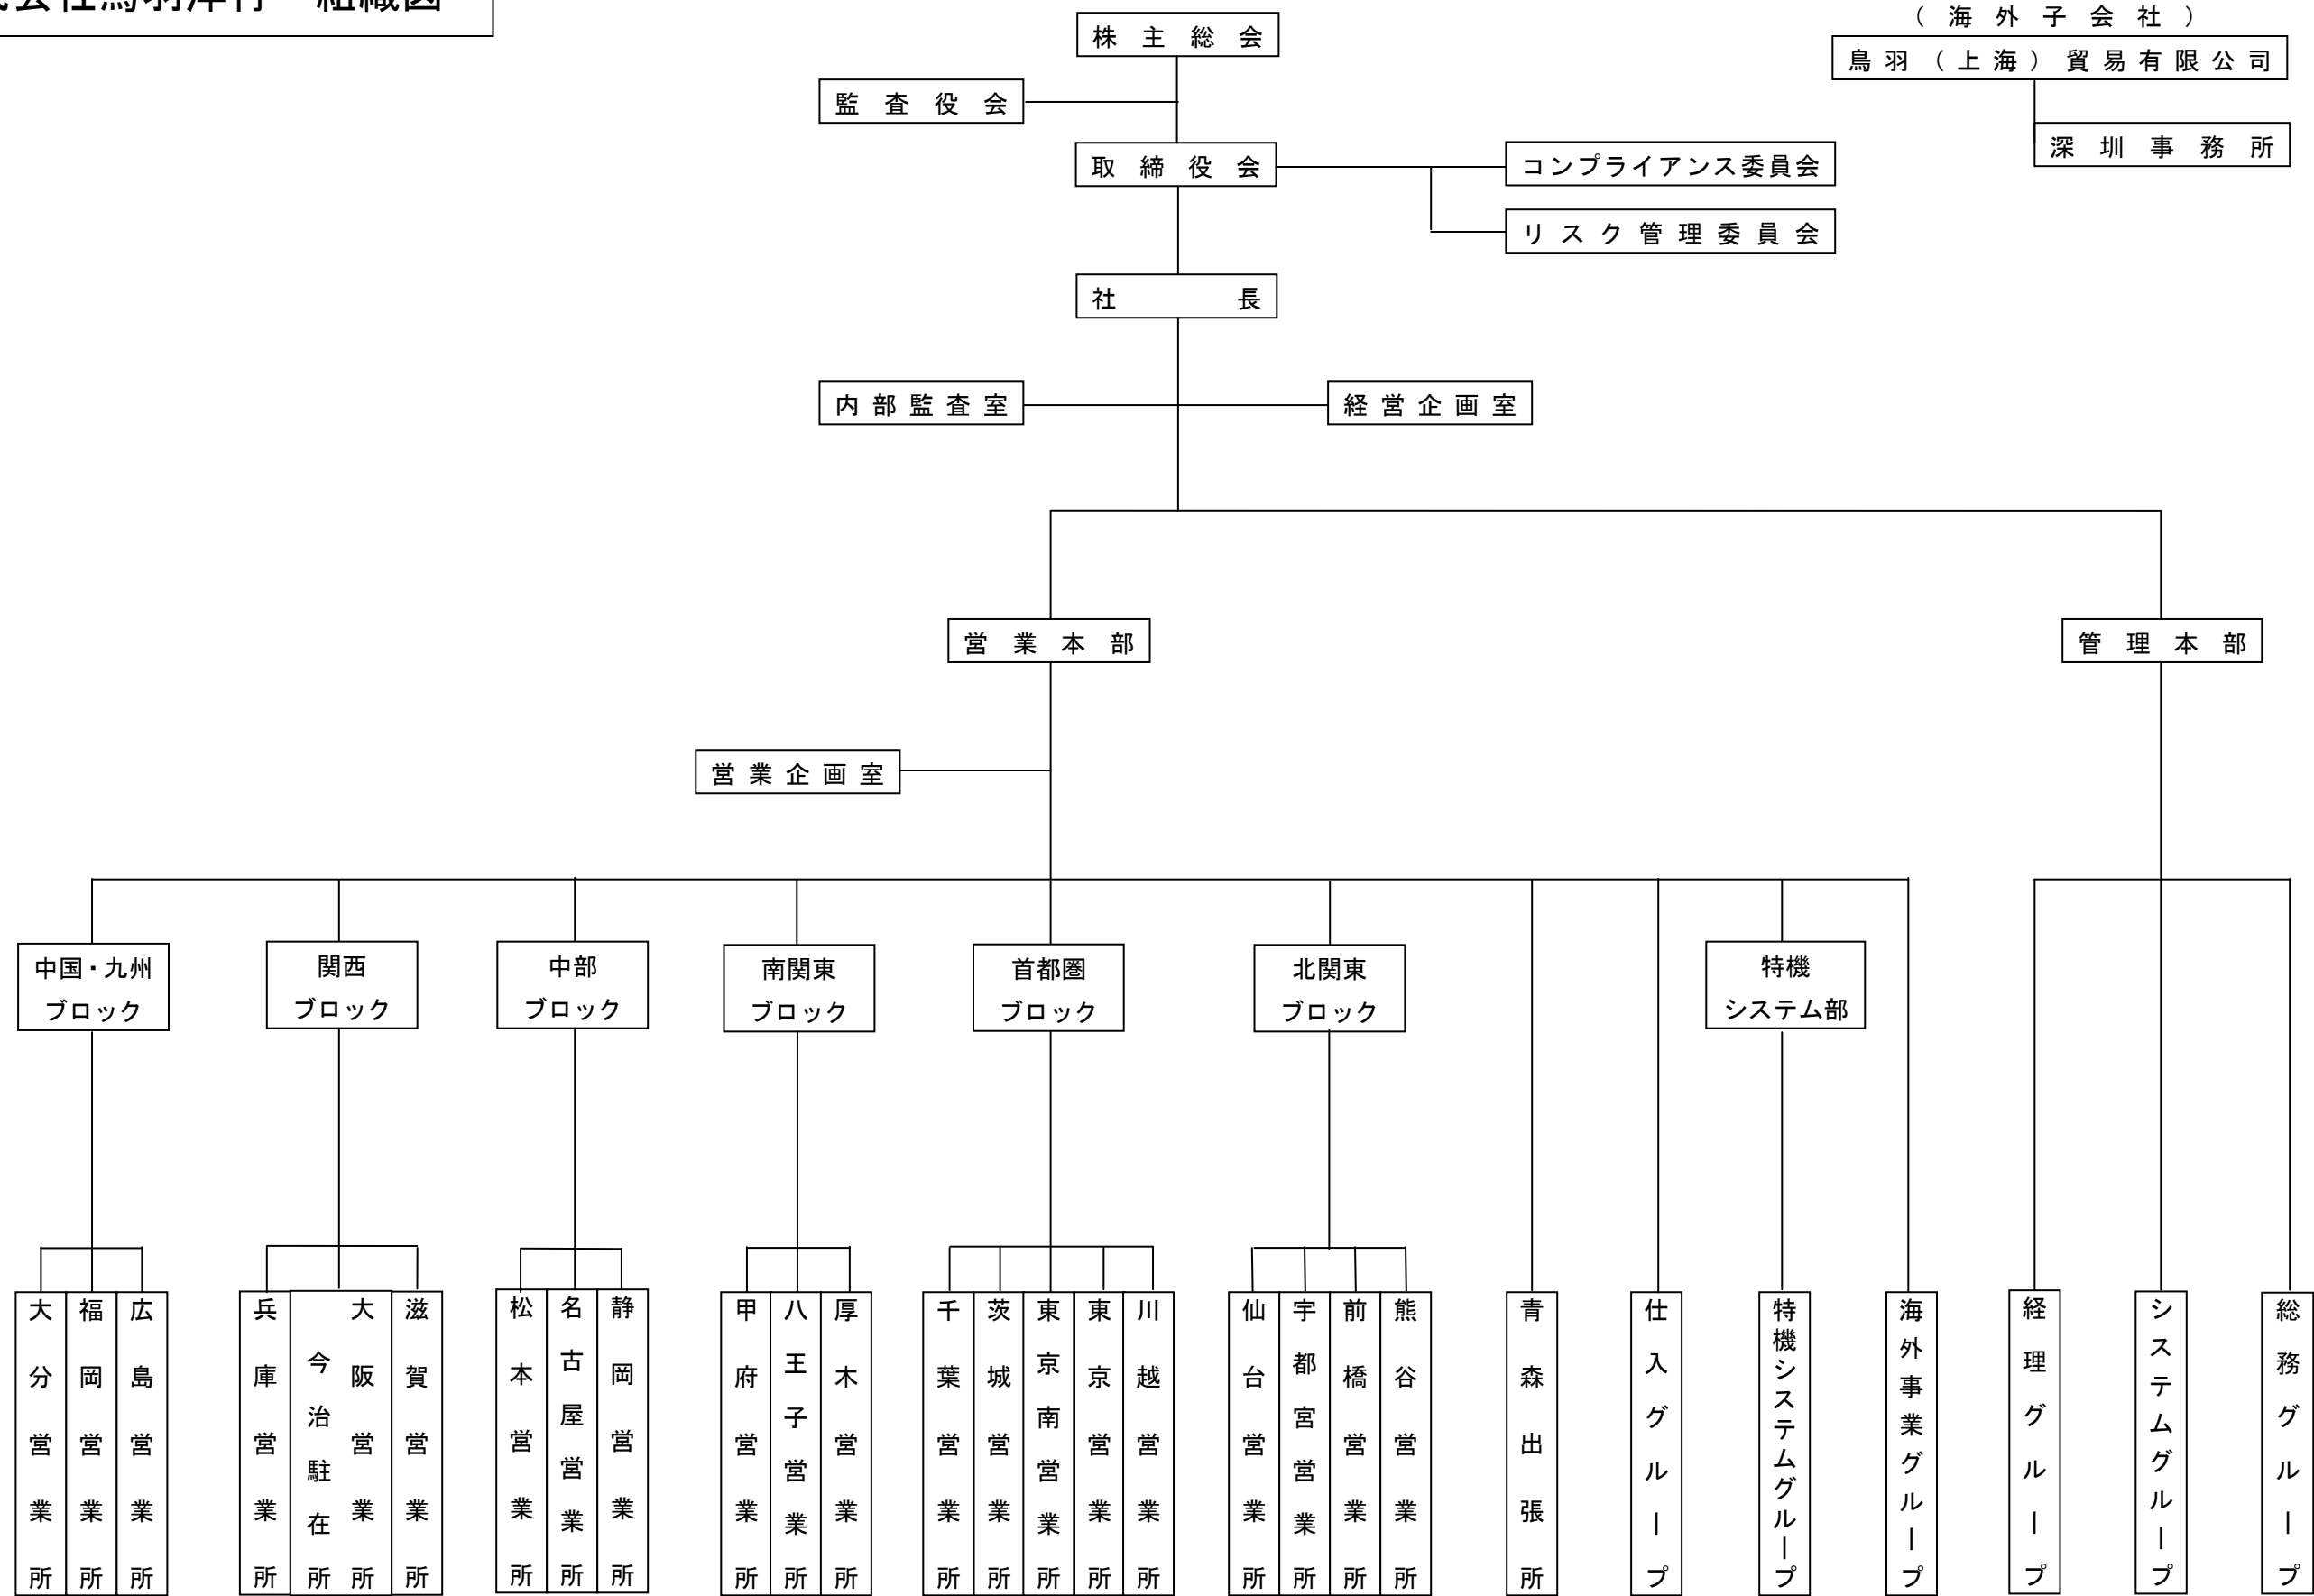 会社鳥羽洋行 組織図
(海外子会社)
株主総会
鳥羽(上海)貿易有限公司
監査役会
深圳事務所
取締役会
コンプライアンス委員会
リスク管理委員会
社長
内部監査室
経営企画室
営業本部
管理本部
営業企画室
中国・九州
ブロック
関西
ブロック
中部
ブロック
南関東
ブロック
首都圏
ブロック
北関東
ブロック
特機
システム部
大分営業所
福岡営業所
広島営業所
兵庫営業所
今治駐在所
大阪営業所
滋賀営業所
松本営業所
名古屋営業所
静岡営業所
甲府営業所
八王子営業所
厚木営業所
千葉営業所
茨城営業所
東京南営業所
東京営業所
川越営業所
仙台営業所
宇都宮営業所
前橋営業所
熊谷営業所
青森出張所
仕入グループ
特機システムグループ
海外事業グループ
経理グループ
システムグループ
総務グループ